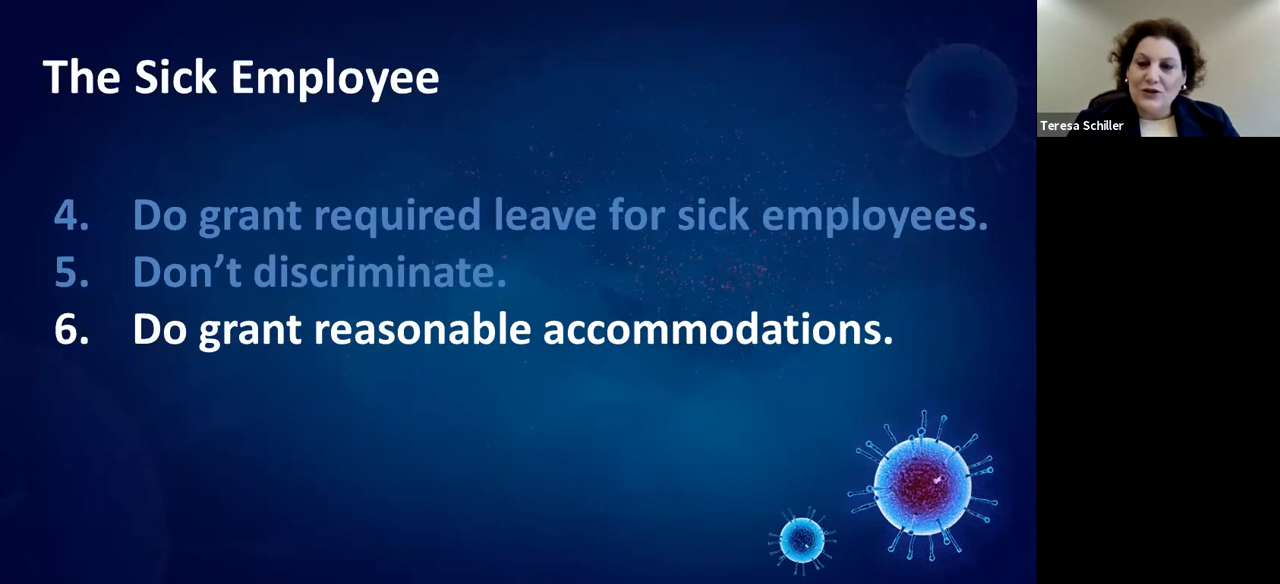 The Sick Employee
4. Do grant required leave for sick employees.
5. Don’t discriminate.
6. Do grant reasonable accommodations.
Teresa Schiller